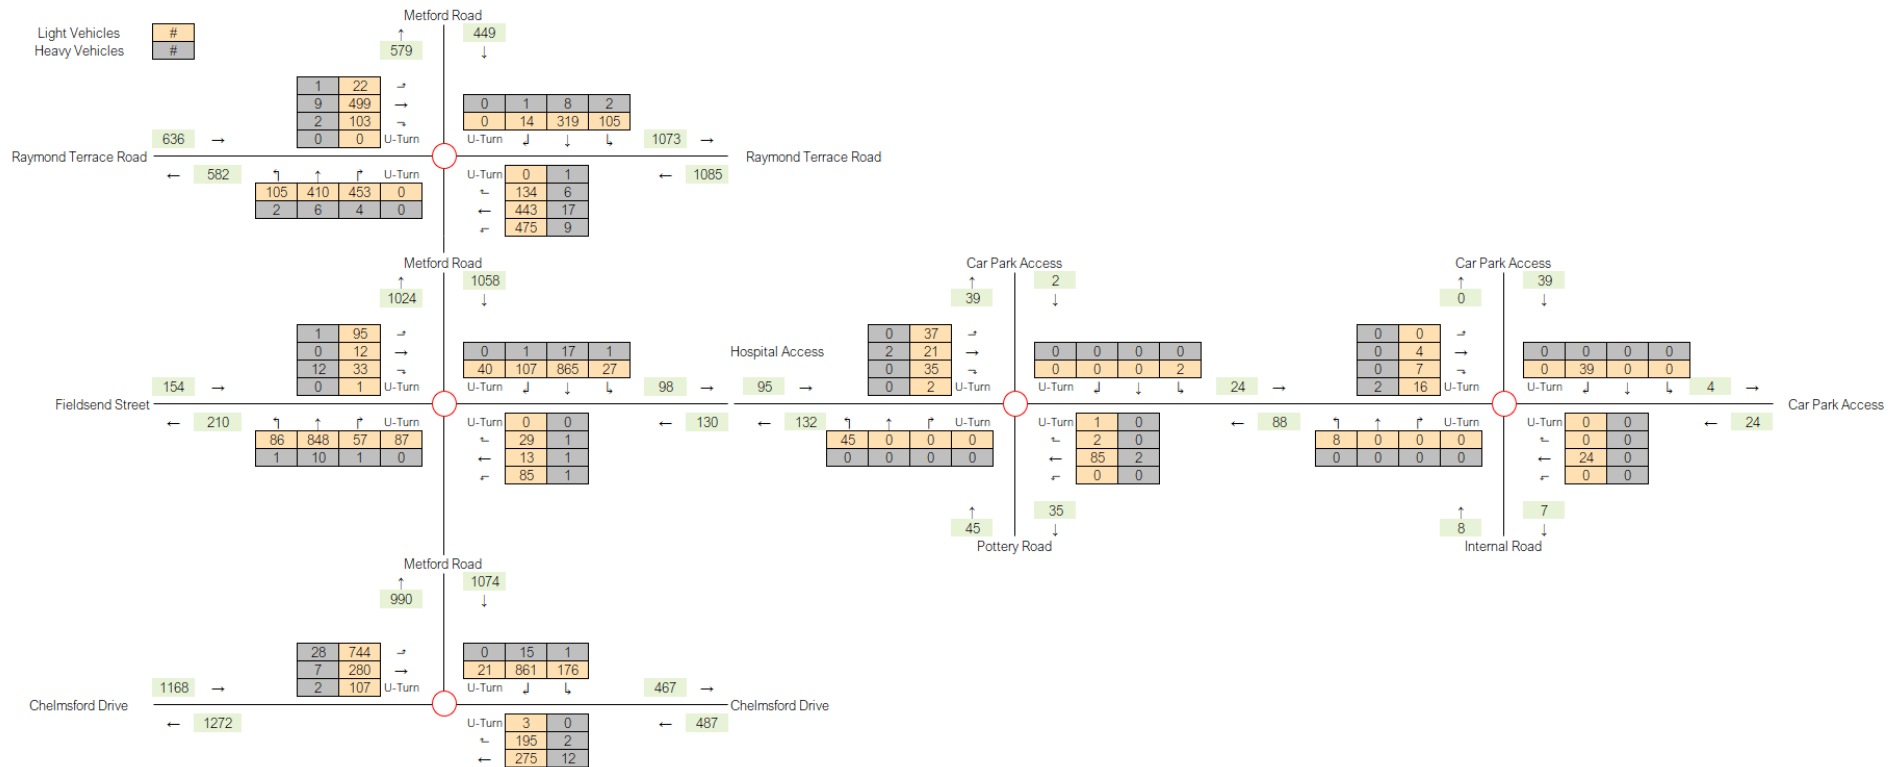 Metford Road
Light Vehicles #
Heavy Vehicles #
↑ 449
579 ↓
1 22
9 499 →
2 103
0 0 U-Turn
0 1 8 2
0 14 319 105
U-Turn ↲ ↓ ↳
636 →
1073 →
Raymond Terrace Road
Raymond Terrace Road
← 582
← 1085
↰ ↑ ↱ U-Turn
105 410 453 0
2 6 4 0
U-Turn 0 1
134 6
← 443 17
475 9
Metford Road
↑ 1058
1024 ↓
1 95
0 12 →
12 33
0 1 U-Turn
0 1 17 1
40 107 865 27
U-Turn ↲ ↓ ↳
154 →
98 →
Fieldsend Street
Hospital Access
← 210
← 130
↰ ↑ ↱ U-Turn
86 848 57 87
1 10 1 0
U-Turn 0 0
29 1
← 13 1
85 1
Car Park Access
↑ 2
39 ↓
0 37
2 21 →
0 35
0 2 U-Turn
0 0 0 0
0 0 0 2
U-Turn ↲ ↓ ↳
95 →
24 →
← 132
← 88
↰ ↑ ↱ U-Turn
45 0 0 0
0 0 0 0
U-Turn 1 0
2 0
← 85 2
0 0
↑ 35
45 ↓
Pottery Road
Car Park Access
↑ 39
0 ↓
0 0
0 4 →
0 7
2 16 U-Turn
0 0 0 0
0 39 0 0
U-Turn ↲ ↓ ↳
4 →
Car Park Access
← 24
↰ ↑ ↱ U-Turn
8 0 0 0
0 0 0 0
U-Turn 0 0
0 0
← 24 0
0 0
↑ 7
8 ↓
Internal Road
Metford Road
↑ 1074
990 ↓
28 744
7 280 →
2 107 U-Turn
0 15 1
21 861 176
U-Turn ↲ ↳
1168 →
467 →
Chelmsford Drive
Chelmsford Drive
← 1272
← 487
U-Turn 3 0
195 2
← 275 12